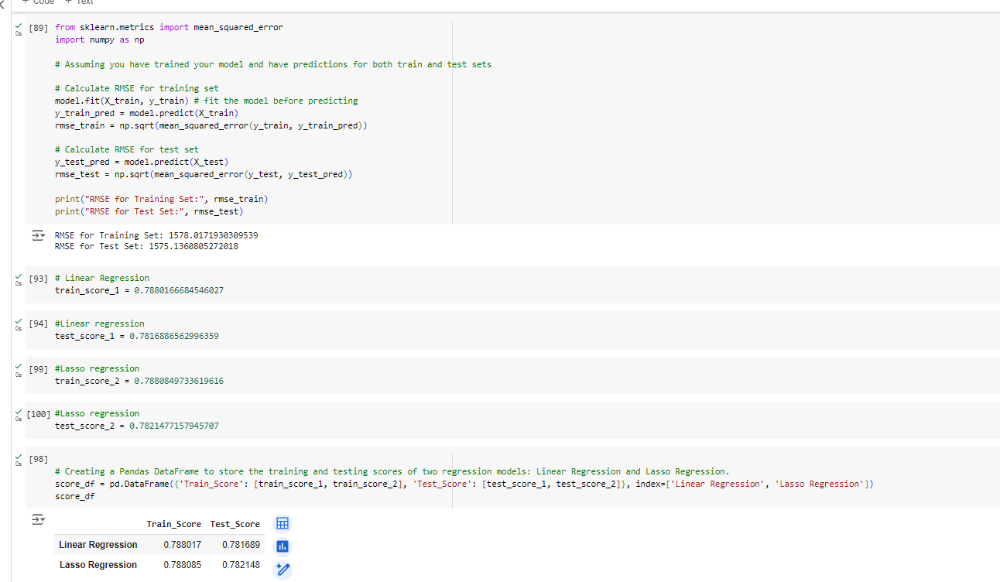 + Code + Text
[89] from sklearn.metrics import mean_squared_error
import numpy as np
# Assuming you have trained your model and have predictions for both train and test sets
# Calculate RMSE for training set
model.fit(X_train, y_train) # fit the model before predicting
y_train_pred = model.predict(X_train)
rmse_train = np.sqrt(mean_squared_error(y_train, y_train_pred))
# Calculate RMSE for test set
y_test_pred = model.predict(X_test)
rmse_test = np.sqrt(mean_squared_error(y_test, y_test_pred))
print("RMSE for Training Set:", rmse_train)
print("RMSE for Test Set:", rmse_test)
0s
RMSE for Training Set: 1578.0171930309539
RMSE for Test Set: 1575.1360805272018
[93] # Linear Regression
0s train_score_1 = 0.7880166684546027
[94] #Linear regression
0s test_score_1 = 0.7816886562996359
[99] #Lasso regression
0s train_score_2 = 0.7880849733619616
[100] #Lasso regression
0s test_score_2 = 0.7821477157945707
[98]
0s
# Creating a Pandas DataFrame to store the training and testing scores of two regression models: Linear Regression and Lasso Regression.
score_df = pd.DataFrame({'Train_Score': [train_score_1, train_score_2], 'Test_Score': [test_score_1, test_score_2]}, index=['Linear Regression', 'Lasso Regression'])
score_df
Train_Score Test_Score
Linear Regression 0.788017 0.781689
Lasso Regression 0.788085 0.782148